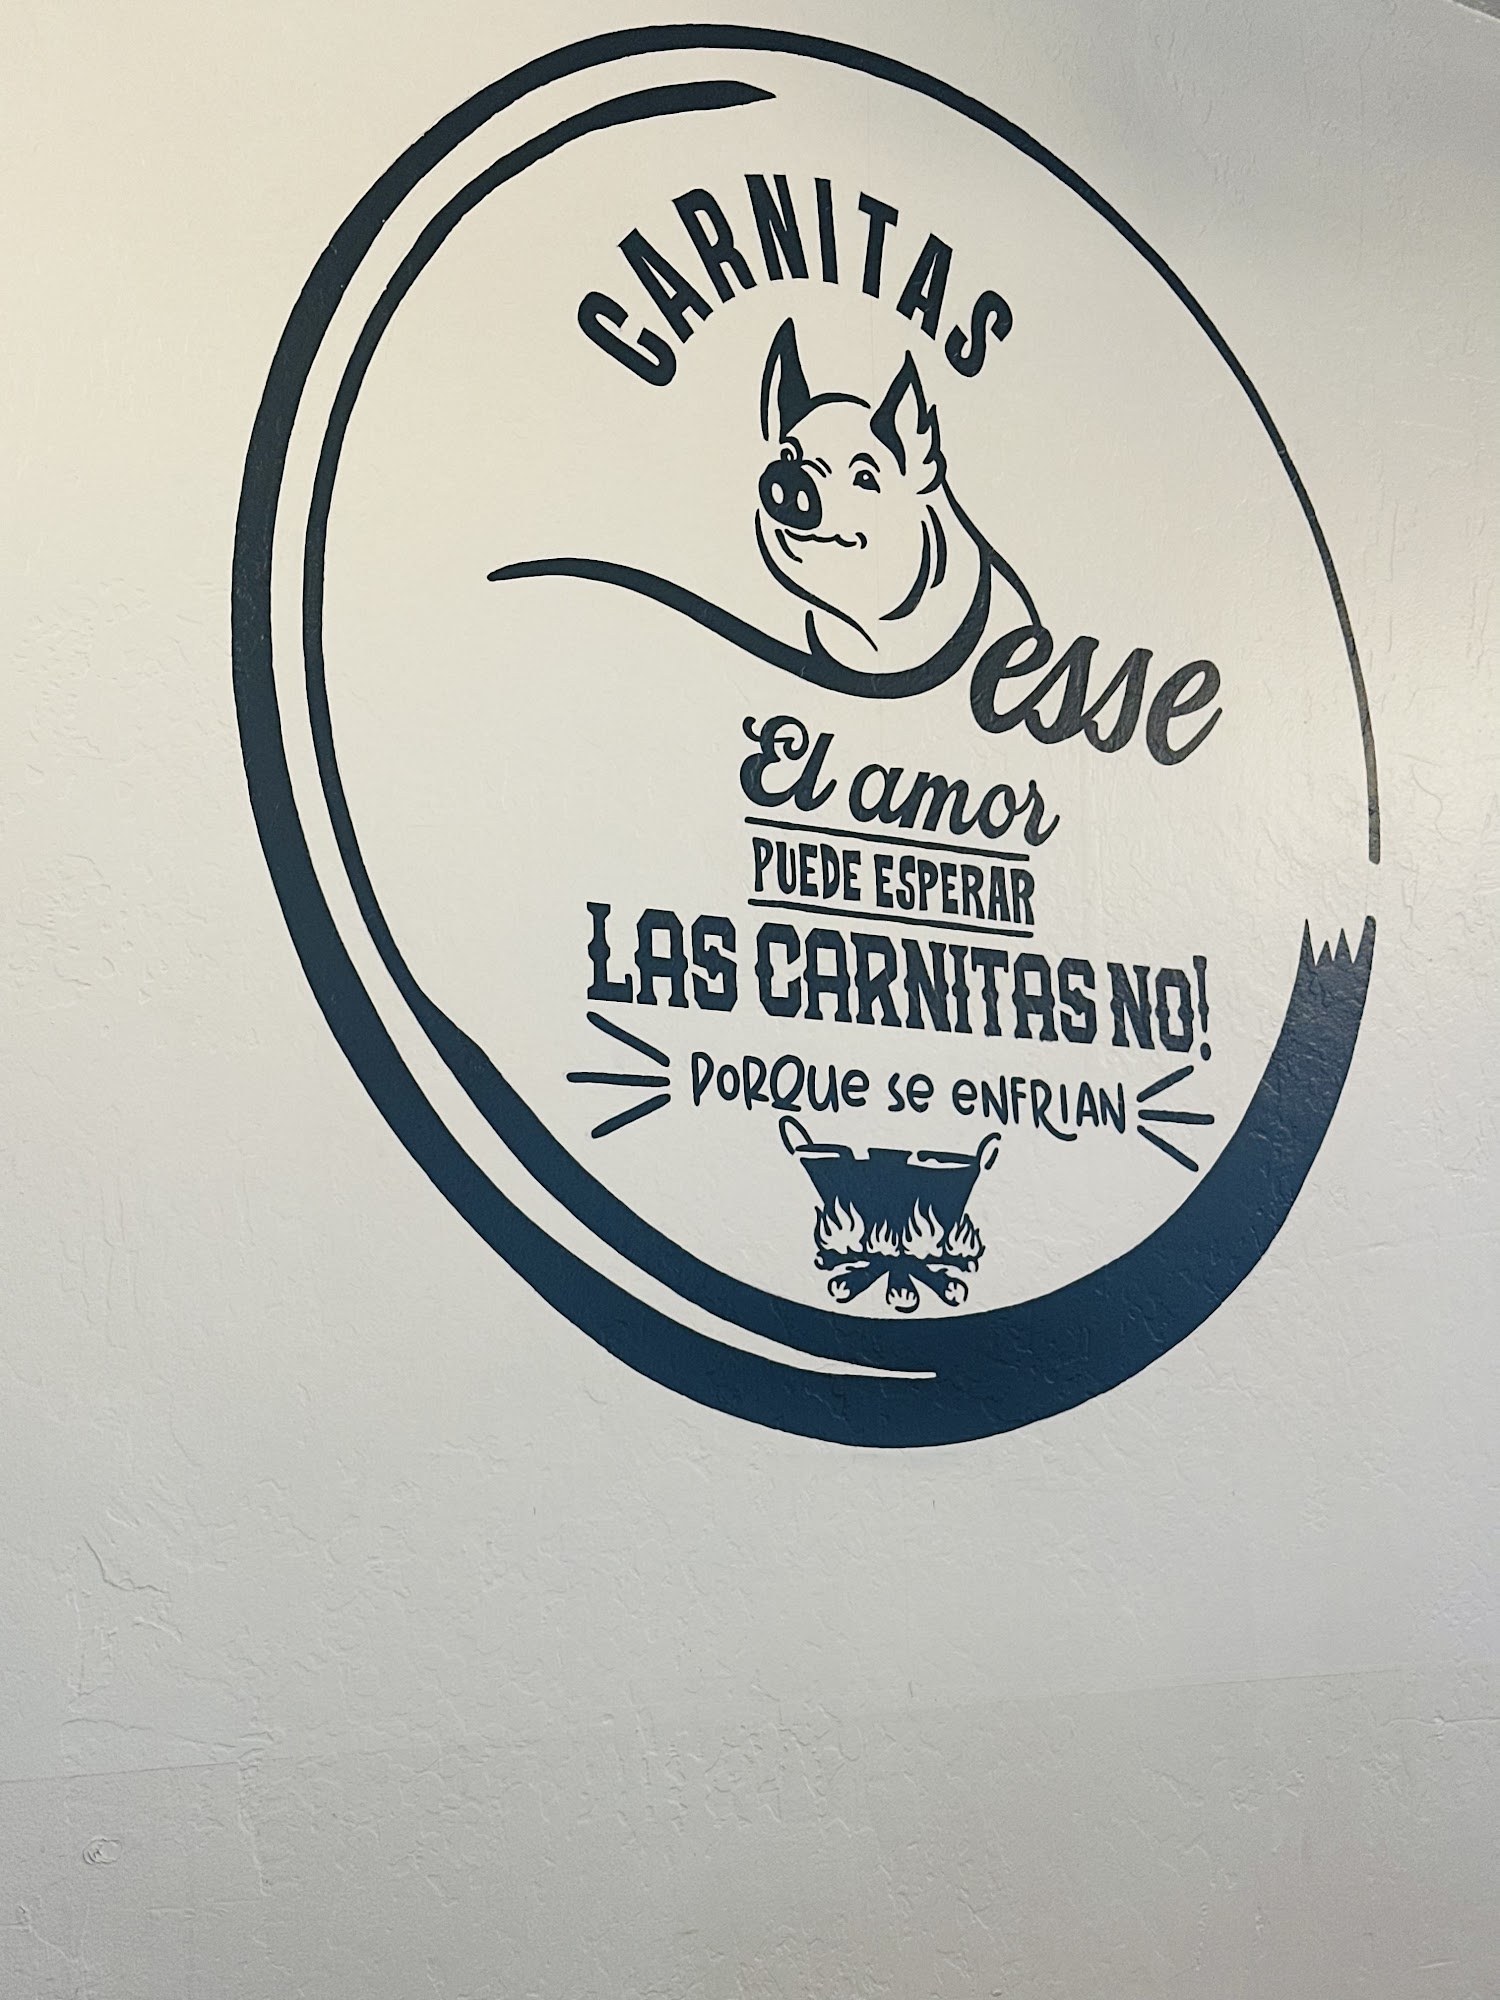 CARNITAS
Jesse
El amor
PUEDE ESPERAR
LAS CARNITAS NO!
PORQUE SE ENFRIAN